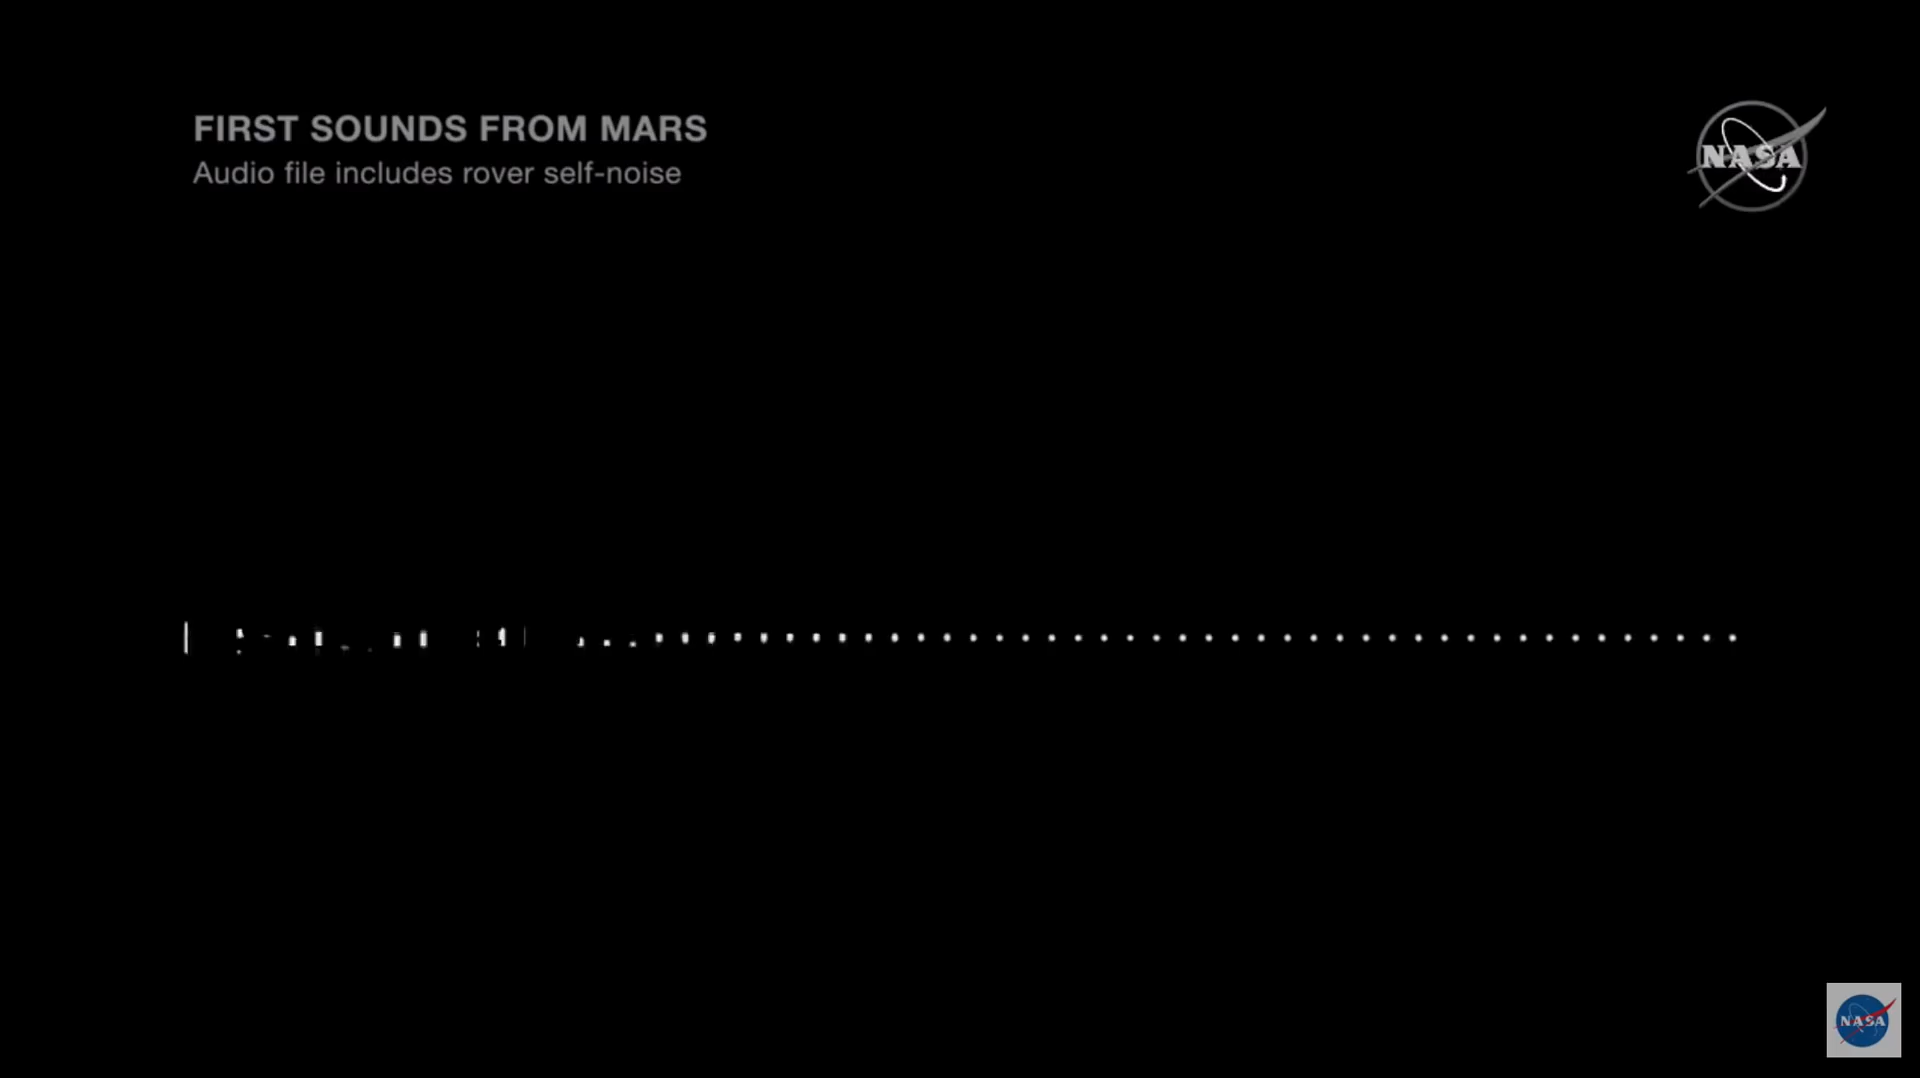 FIRST SOUNDS FROM MARS
Audio file includes rover self-noise
NASA
NASA